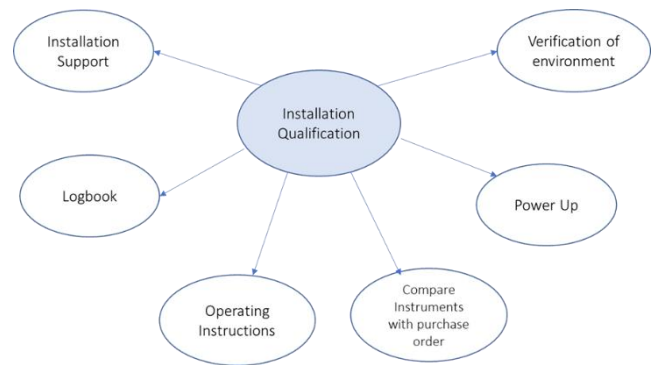 Installation
Support
Verification of
environment
Installation
Qualification
Logbook
Power Up
Operating
Instructions
Compare
Instruments
with purchase
order